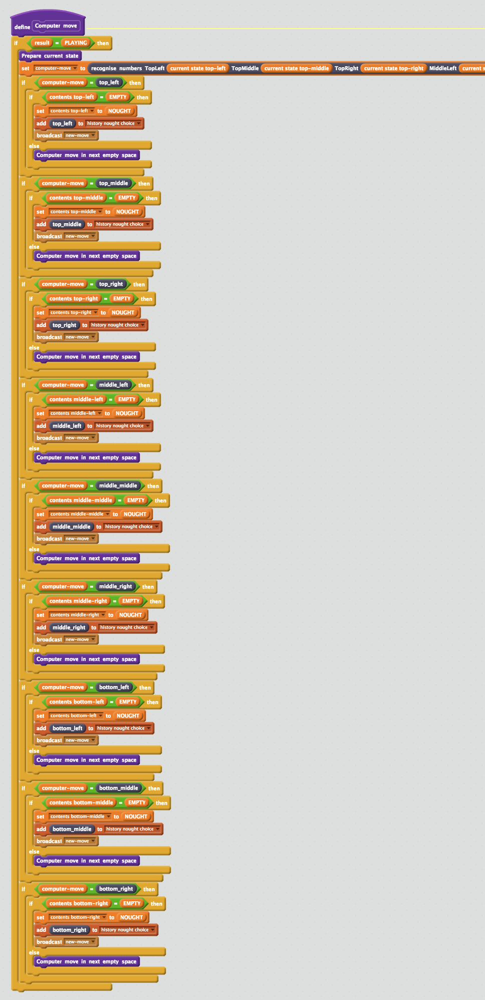 define Computer move
if result = PLAYING then
Prepare current state
set computer-move to recognise numbers TopLeft current state top-left TopMiddle current state top-middle TopRight current state top-right MiddleLeft current s
if computer-move = top_left then
if contents top-left = EMPTY then
set contents top-left to NOUGHT
add top_left to history nought choice
broadcast new-move
else
Computer move in next empty space
if computer-move = top_middle then
if contents top-middle = EMPTY then
set contents top-middle to NOUGHT
add top_middle to history nought choice
broadcast new-move
else
Computer move in next empty space
if computer-move = top_right then
if contents top-right = EMPTY then
set contents top-right to NOUGHT
add top_right to history nought choice
broadcast new-move
else
Computer move in next empty space
if computer-move = middle_left then
if contents middle-left = EMPTY then
set contents middle-left to NOUGHT
add middle_left to history nought choice
broadcast new-move
else
Computer move in next empty space
if computer-move = middle_middle then
if contents middle-middle = EMPTY then
set contents middle-middle to NOUGHT
add middle_middle to history nought choice
broadcast new-move
else
Computer move in next empty space
if computer-move = middle_right then
if contents middle-right = EMPTY then
set contents middle-right to NOUGHT
add middle_right to history nought choice
broadcast new-move
else
Computer move in next empty space
if computer-move = bottom_left then
if contents bottom-left = EMPTY then
set contents bottom-left to NOUGHT
add bottom_left to history nought choice
broadcast new-move
else
Computer move in next empty space
if computer-move = bottom_middle then
if contents bottom-middle = EMPTY then
set contents bottom-middle to NOUGHT
add bottom_middle to history nought choice
broadcast new-move
else
Computer move in next empty space
if computer-move = bottom_right then
if contents bottom-right = EMPTY then
set contents bottom-right to NOUGHT
add bottom_right to history nought choice
broadcast new-move
else
Computer move in next empty space